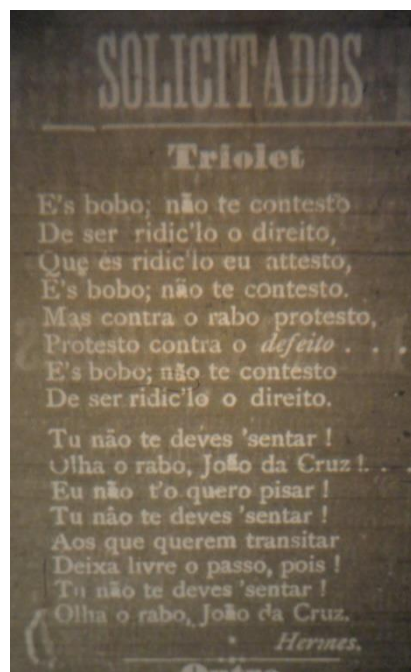 SOLICITADOS
Triolet
E's bobo; não te contesto
De ser ridic'lo o direito,
Que és ridic'lo eu attesto,
E's bobo; não te contesto.
Mas contra o rabo protesto,
Protesto contra o defeito . . .
E's bobo; não te contesto
De ser ridic'lo o direito.
Tu não te deves 'sentar !
Olha o rabo, João da Cruz !. . .
Eu não t'o quero pisar !
Tu não te deves 'sentar !
Aos que querem transitar
Deixa livre o passo, pois !
Tu não te deves 'sentar !
Olha o rabo, João da Cruz.
Hermes.
Outro